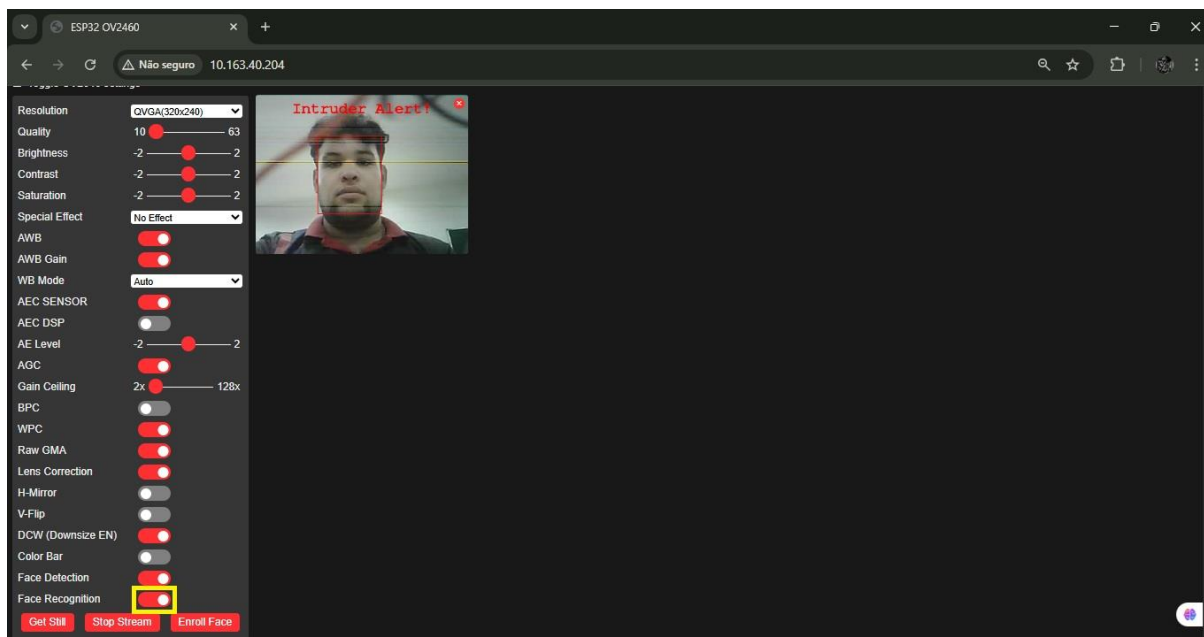 ESP32 OV2460
Não seguro 10.163.40.204
Resolution QVGA(320x240)
Quality 10 63
Brightness -2 2
Contrast -2 2
Saturation -2 2
Special Effect No Effect
AWB
AWB Gain
WB Mode Auto
AEC SENSOR
AEC DSP
AE Level -2 2
AGC
Gain Ceiling 2x 128x
BPC
WPC
Raw GMA
Lens Correction
H-Mirror
V-Flip
DCW (Downsize EN)
Color Bar
Face Detection
Face Recognition
Get Still Stop Stream Enroll Face
Intruder Alert!